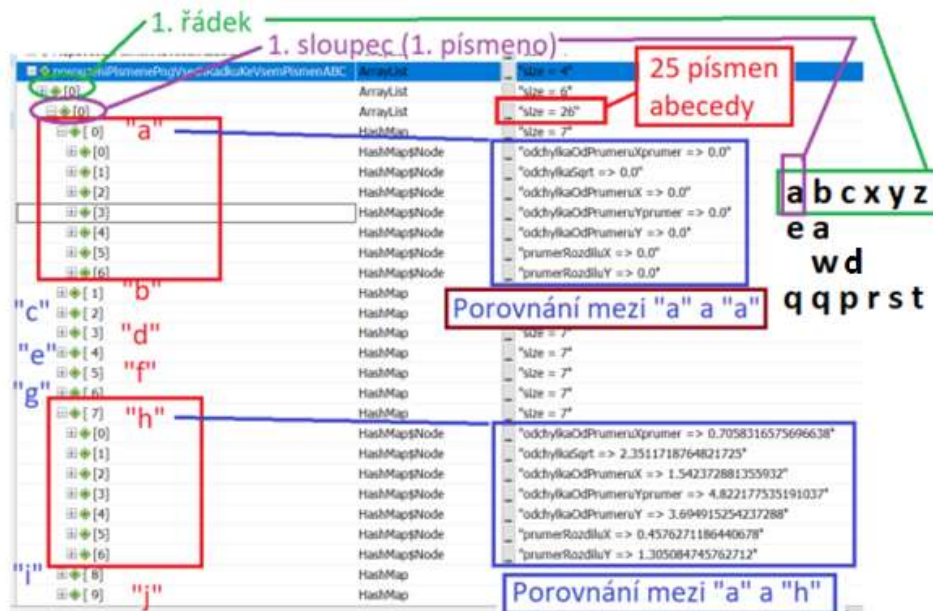 1. řádek
1. sloupec (1. písmeno)
ArrayList "size = 4"
[0] ArrayList "size = 6"
[0] ArrayList "size = 26"
25 písmen
abecedy
[ 0] "a" HashMap "size = 7"
[0] HashMap$Node "odchylkaOdPrumeruXprumer => 0.0"
[1] HashMap$Node "odchylkaSqrt => 0.0"
[2] HashMap$Node "odchylkaOdPrumeruX => 0.0"
[3] HashMap$Node "odchylkaOdPrumeruYprumer => 0.0"
[4] HashMap$Node "odchylkaOdPrumeruY => 0.0"
[5] HashMap$Node "prumerRozdiluX => 0.0"
[6] HashMap$Node "prumerRozdiluY => 0.0"
a b c x y z
e a
w d
q q p r s t
[ 1] "b" HashMap
Porovnání mezi "a" a "a"
"c" [ 2] HashMap
[ 3] "d" HashMap "size = 7"
"e" [ 4] HashMap "size = 7"
[ 5] "f" HashMap "size = 7"
"g" [ 6] HashMap "size = 7"
[ 7] "h" HashMap "size = 7"
[0] HashMap$Node "odchylkaOdPrumeruXprumer => 0.7058316575696638"
[1] HashMap$Node "odchylkaSqrt => 2.3511718764821725"
[2] HashMap$Node "odchylkaOdPrumeruX => 1.542372881355932"
[3] HashMap$Node "odchylkaOdPrumeruYprumer => 4.822177535191037"
[4] HashMap$Node "odchylkaOdPrumeruY => 3.694915254237288"
[5] HashMap$Node "prumerRozdiluX => 0.4576271186440678"
[6] HashMap$Node "prumerRozdiluY => 1.305084745762712"
"i" [ 8] HashMap
[ 9] "j" HashMap
Porovnání mezi "a" a "h"